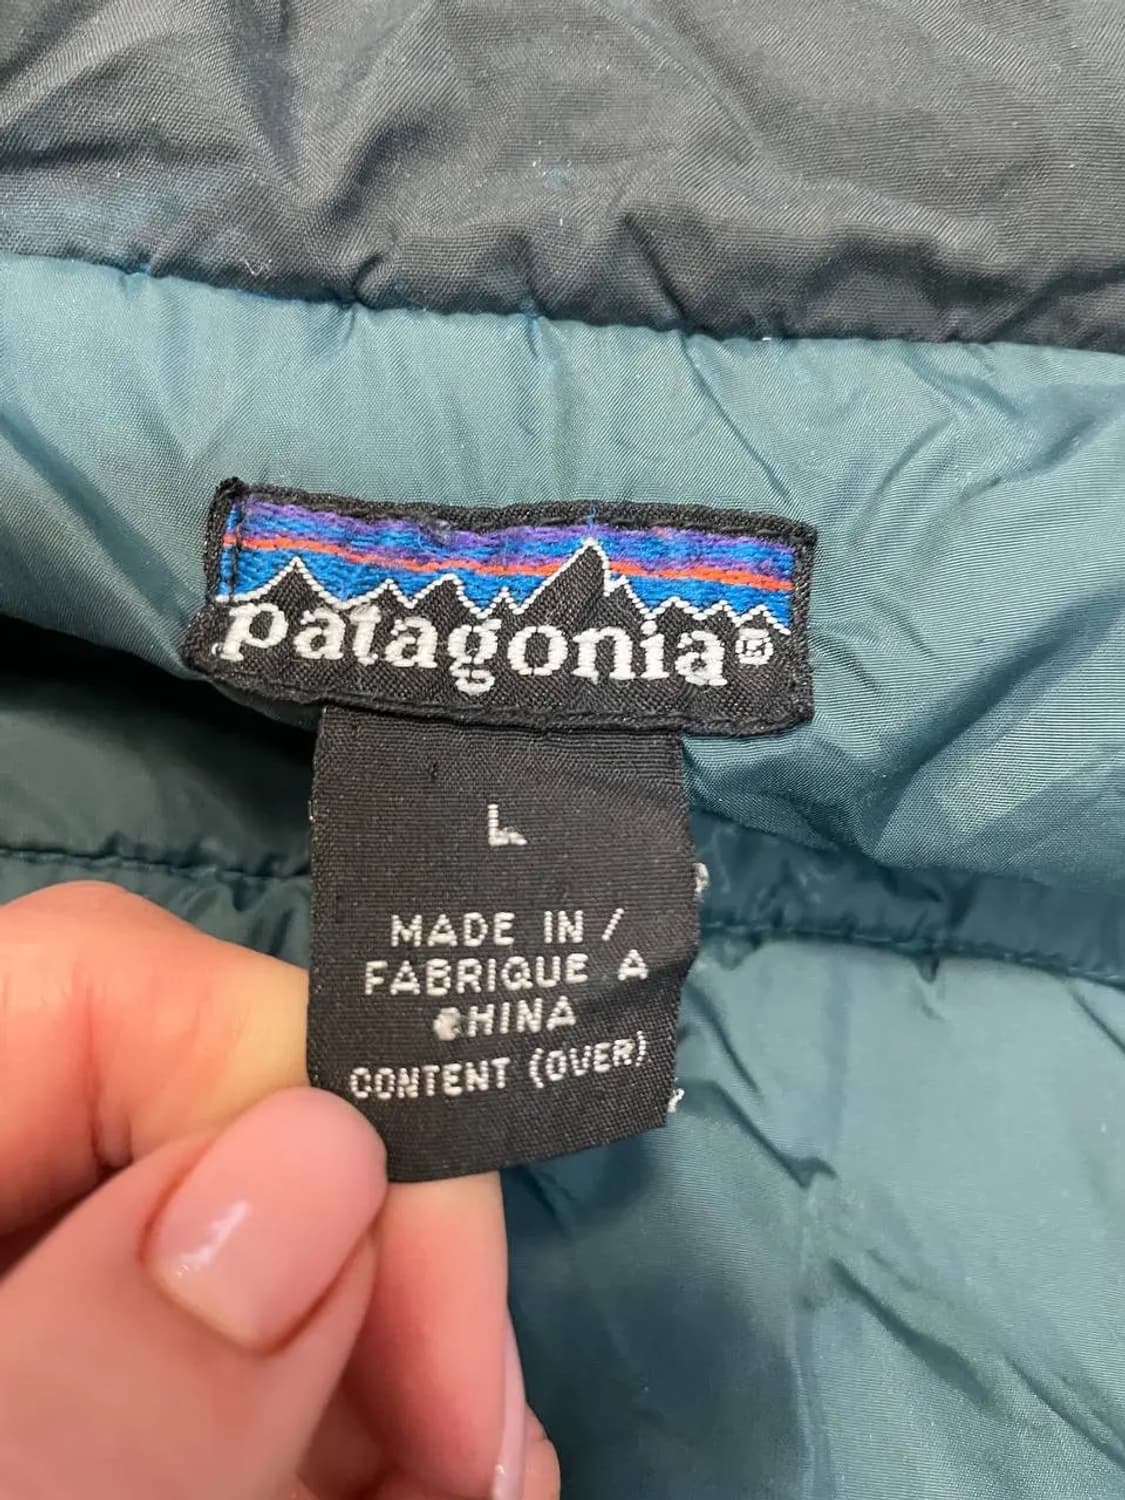 patagonia®
L
MADE IN /
FABRIQUE A
CHINA
CONTENT (OVER)